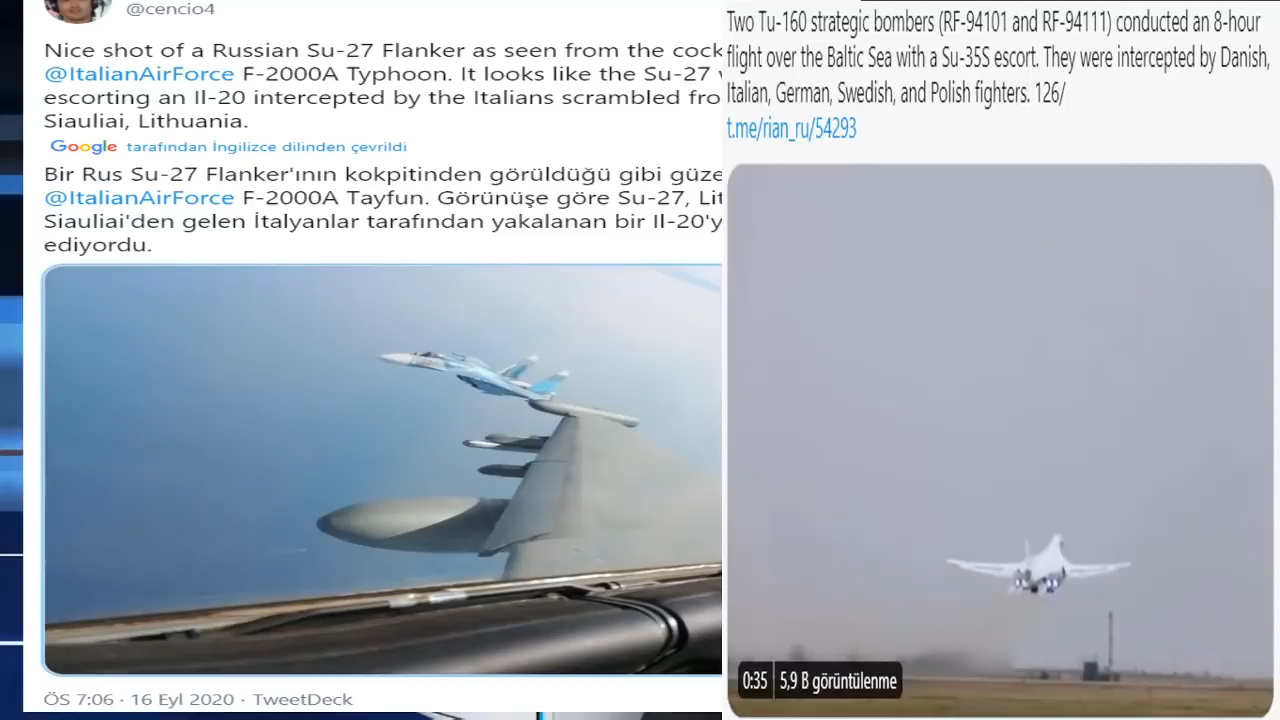 @cencio4
Nice shot of a Russian Su-27 Flanker as seen from the cock
@ItalianAirForce F-2000A Typhoon. It looks like the Su-27
escorting an Il-20 intercepted by the Italians scrambled fro
Siauliai, Lithuania.
Google tarafından İngilizce dilinden çevrildi
Bir Rus Su-27 Flanker'ının kokpitinden görüldüğü gibi güze
@ItalianAirForce F-2000A Tayfun. Görünüşe göre Su-27, Lit
Siauliai'den gelen İtalyanlar tarafından yakalanan bir Il-20'y
ediyordu.
ÖS 7:06 · 16 Eyl 2020 · TweetDeck
Two Tu-160 strategic bombers (RF-94101 and RF-94111) conducted an 8-hour
flight over the Baltic Sea with a Su-35S escort. They were intercepted by Danish,
Italian, German, Swedish, and Polish fighters. 126/
t.me/rian_ru/54293
0:35 5,9 B görüntülenme